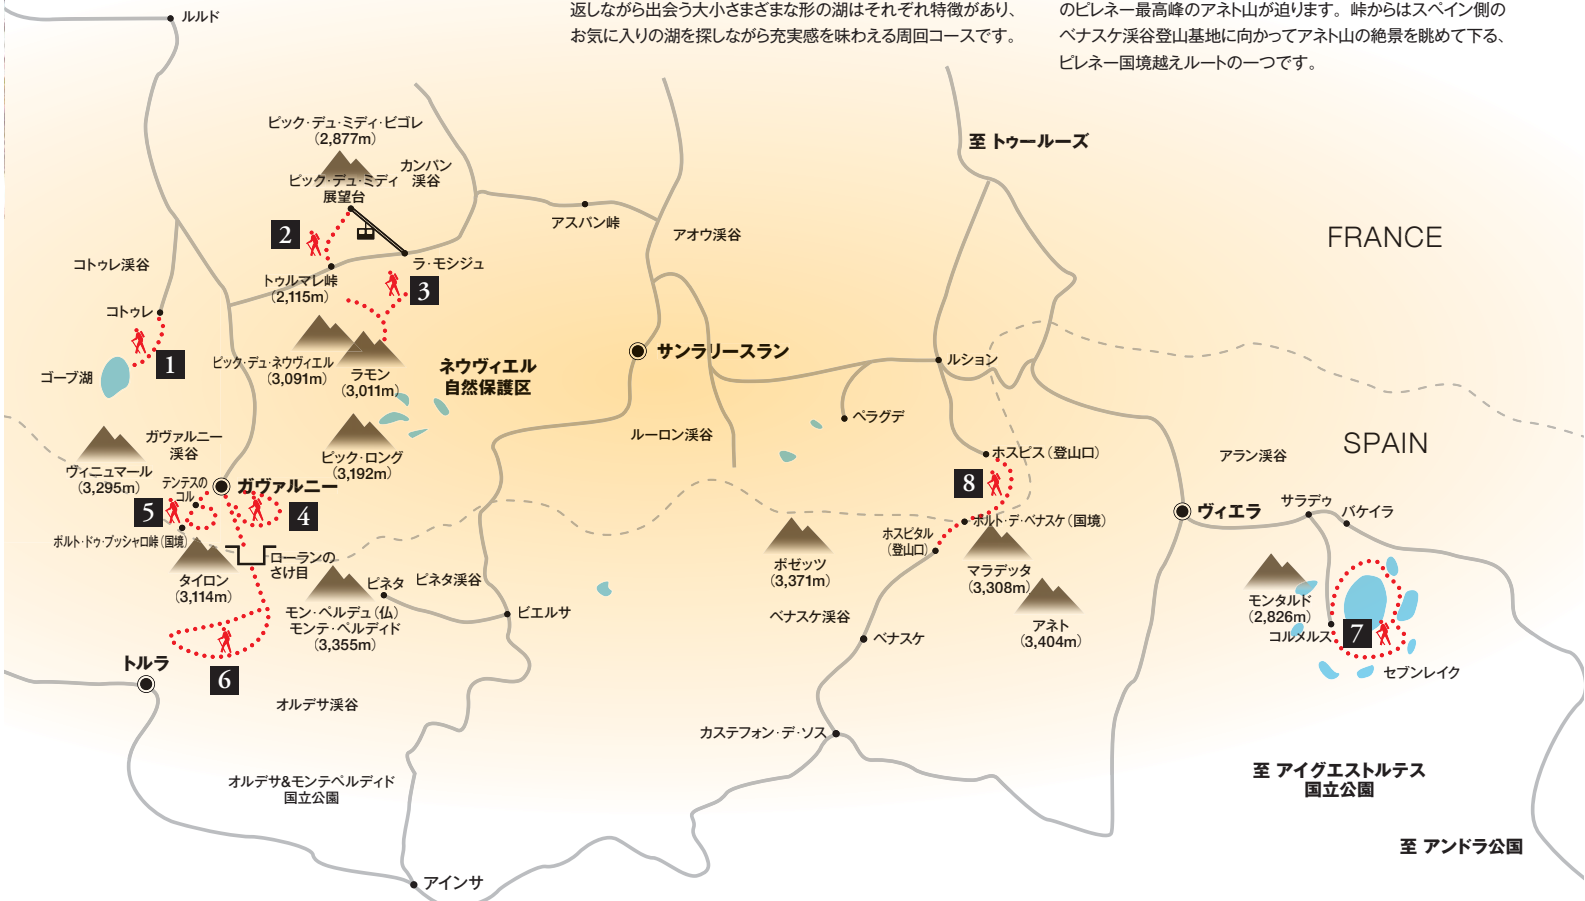 返しながら出会う大小さまざまな形の湖はそれぞれ特徴があり、
お気に入りの湖を探しながら充実感を味わえる周回コースです。
のピレネー最高峰のアネト山が迫ります。峠からはスペイン側の
ベナスケ渓谷登山基地に向かってアネト山の絶景を眺めて下る、
ピレネー国境越えルートの一つです。
ルルド
ピック・デュ・ミディ・ビゴレ
(2,877m)
カンパン
渓谷
ピック・デュ・ミディ
展望台
至 トゥールーズ
アスパン峠
2
アオウ渓谷
FRANCE
コトゥレ渓谷
ラ・モンジュ
トゥルマレ峠
(2,115m)
3
コトゥレ
1
ゴーブ湖
ピック・デュ・ネウヴィエル
(3,091m)
ラモン
(3,011m)
ネウヴィエル
自然保護区
サンラリースラン
ルション
ペラグデ
ルーロン渓谷
SPAIN
ガヴァルニー
渓谷
ヴィニュマール
(3,295m)
ピック・ロング
(3,192m)
テンテスの
コル
ガヴァルニー
5
4
ポルト・ドゥ・ブッシャロ峠(国境)
ローランの
さけ目
タイロン
(3,114m)
ホスピス(登山口)
8
ポルト・デ・ベナスケ(国境)
ホスピタル
(登山口)
アラン渓谷
ヴィエラ
サラデゥ
バケイラ
ポゼッツ
(3,371m)
マラデッタ
(3,308m)
アネト
(3,404m)
ピネタ
ピネタ渓谷
モン・ペルデュ(仏)
モンテ・ペルディド
(3,355m)
ビエルサ
ベナスケ渓谷
ベナスケ
モンタルド
(2,826m)
コルメルス
7
セブンレイク
トルラ
6
オルデサ渓谷
カステフォン・デ・ソス
オルデサ&モンテペルディド
国立公園
至 アイグエストルテス
国立公園
至 アンドラ公国
アインサ